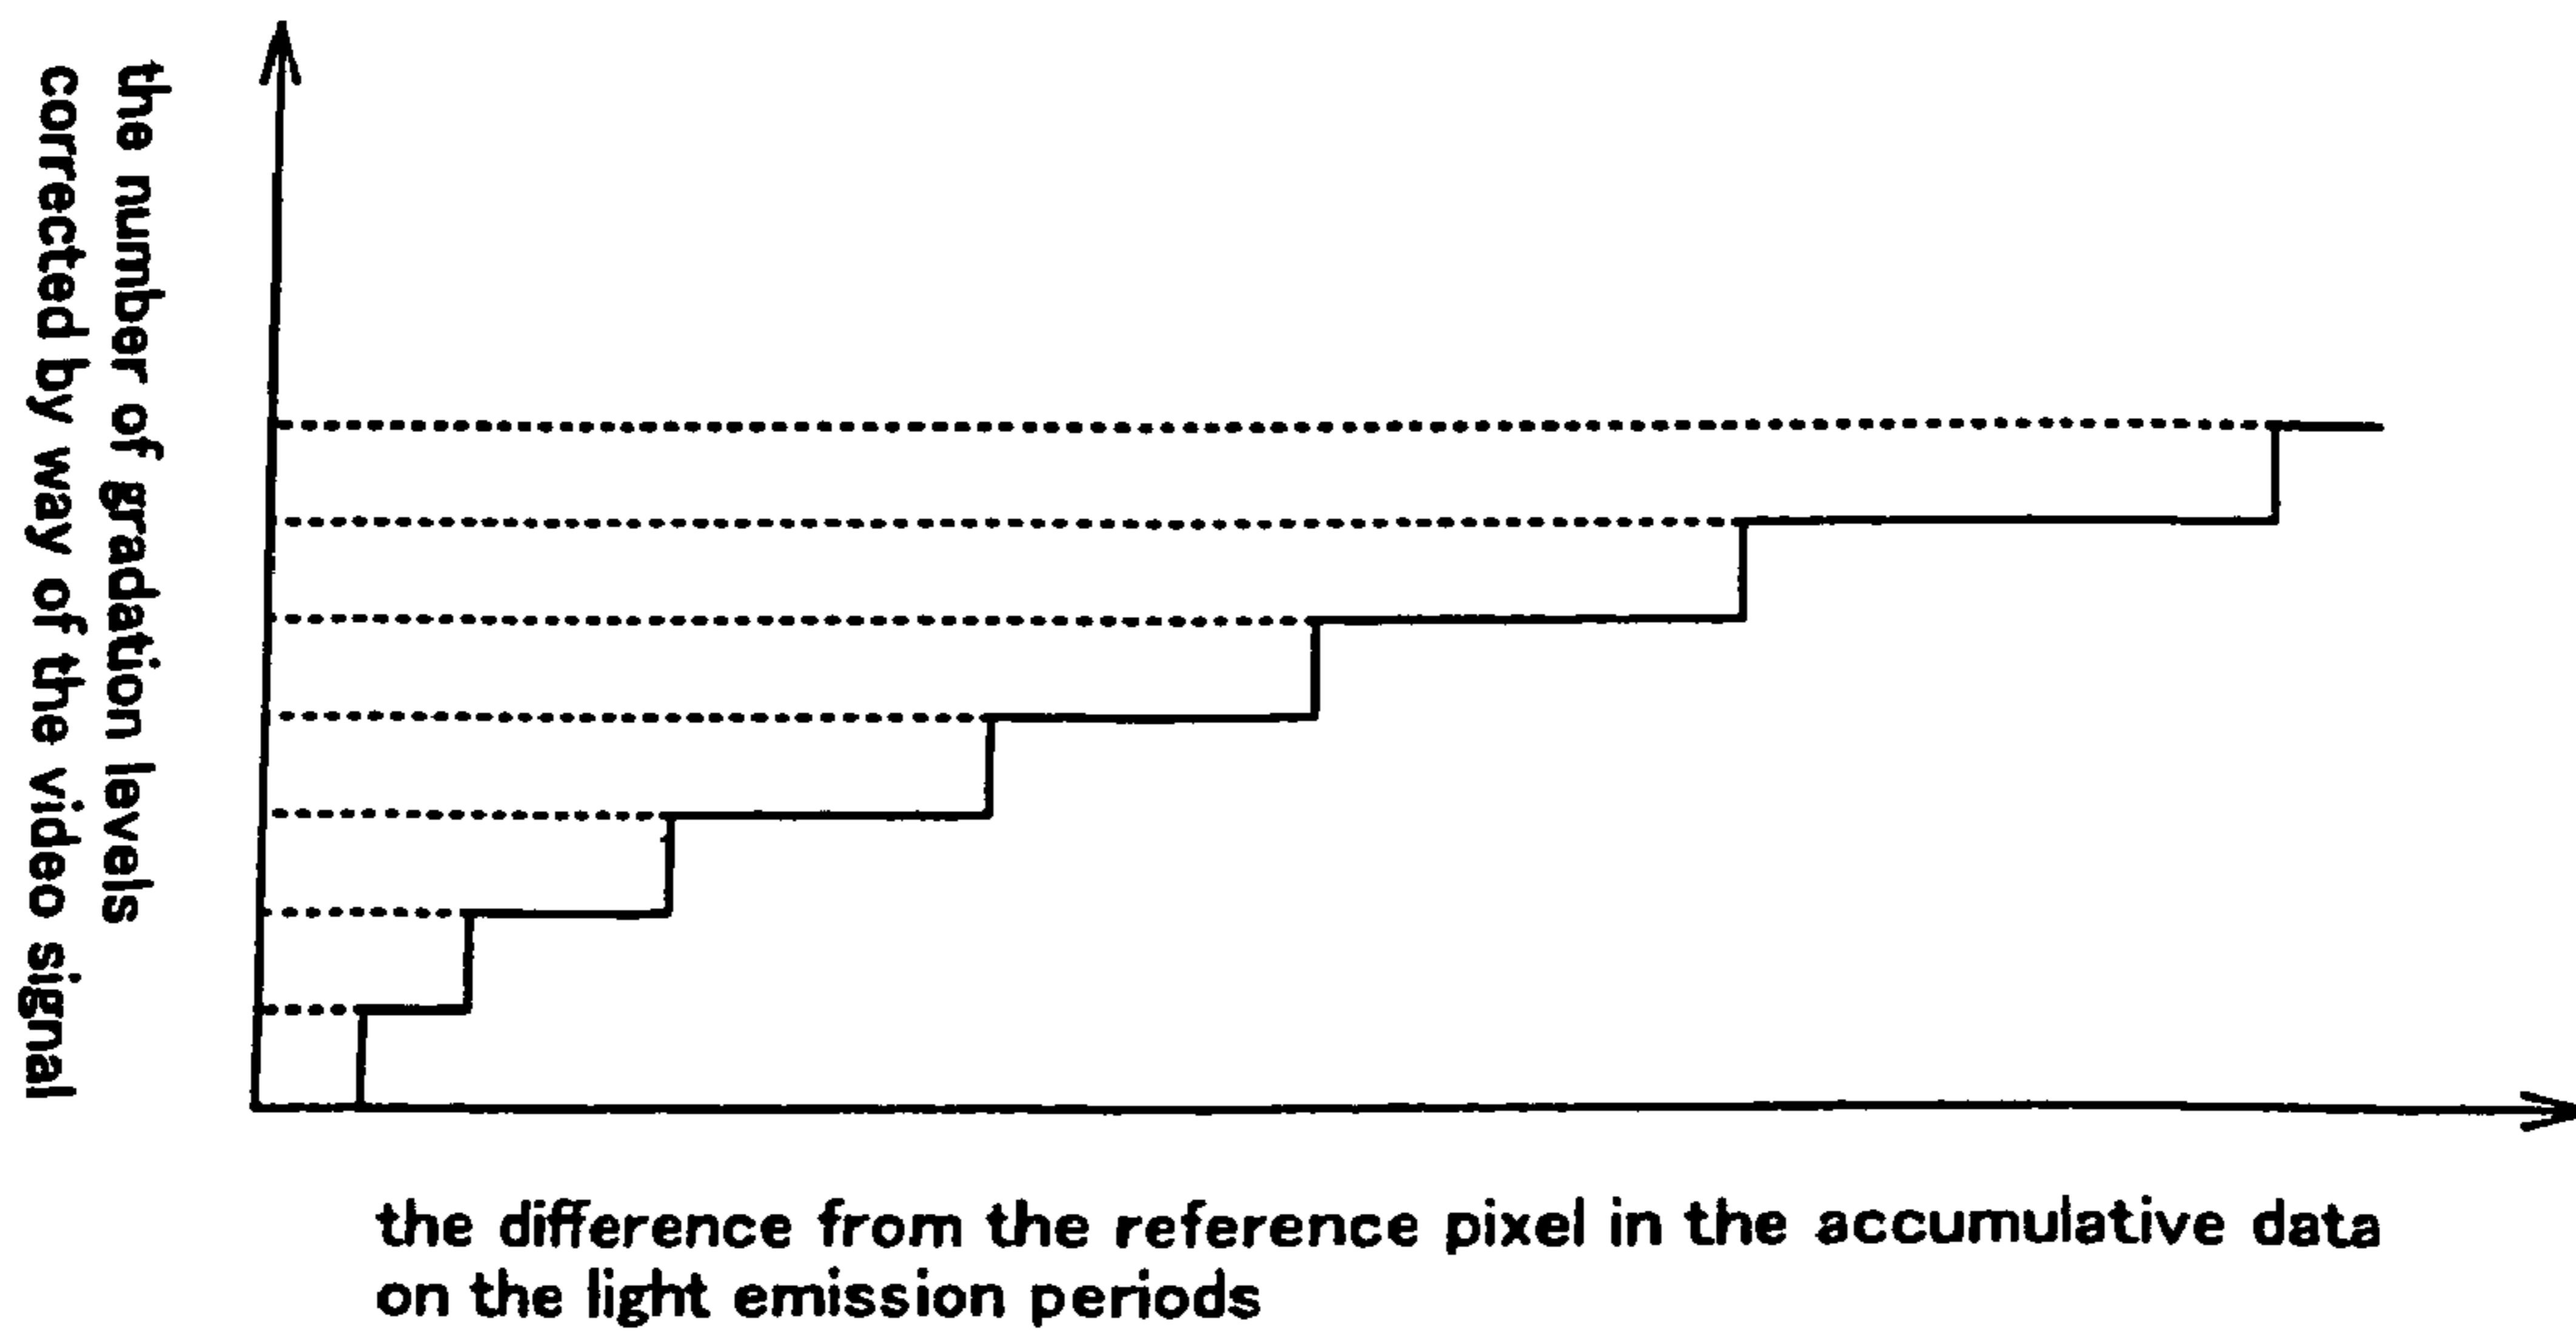 the number of gradation levels
corrected by way of the video signal
the difference from the reference pixel in the accumulative data
on the light emission periods